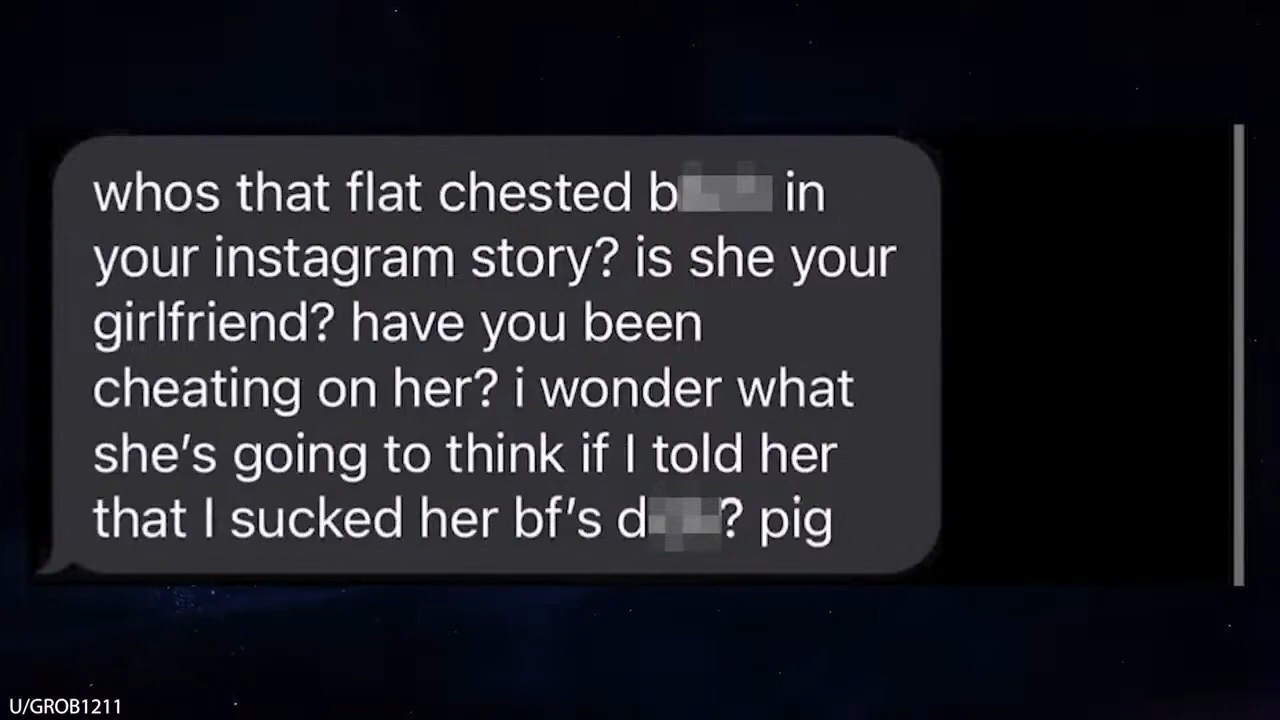 whos that flat chested b in
your instagram story? is she your
girlfriend? have you been
cheating on her? i wonder what
she's going to think if I told her
that I sucked her bf's d? pig
U/GROB1211